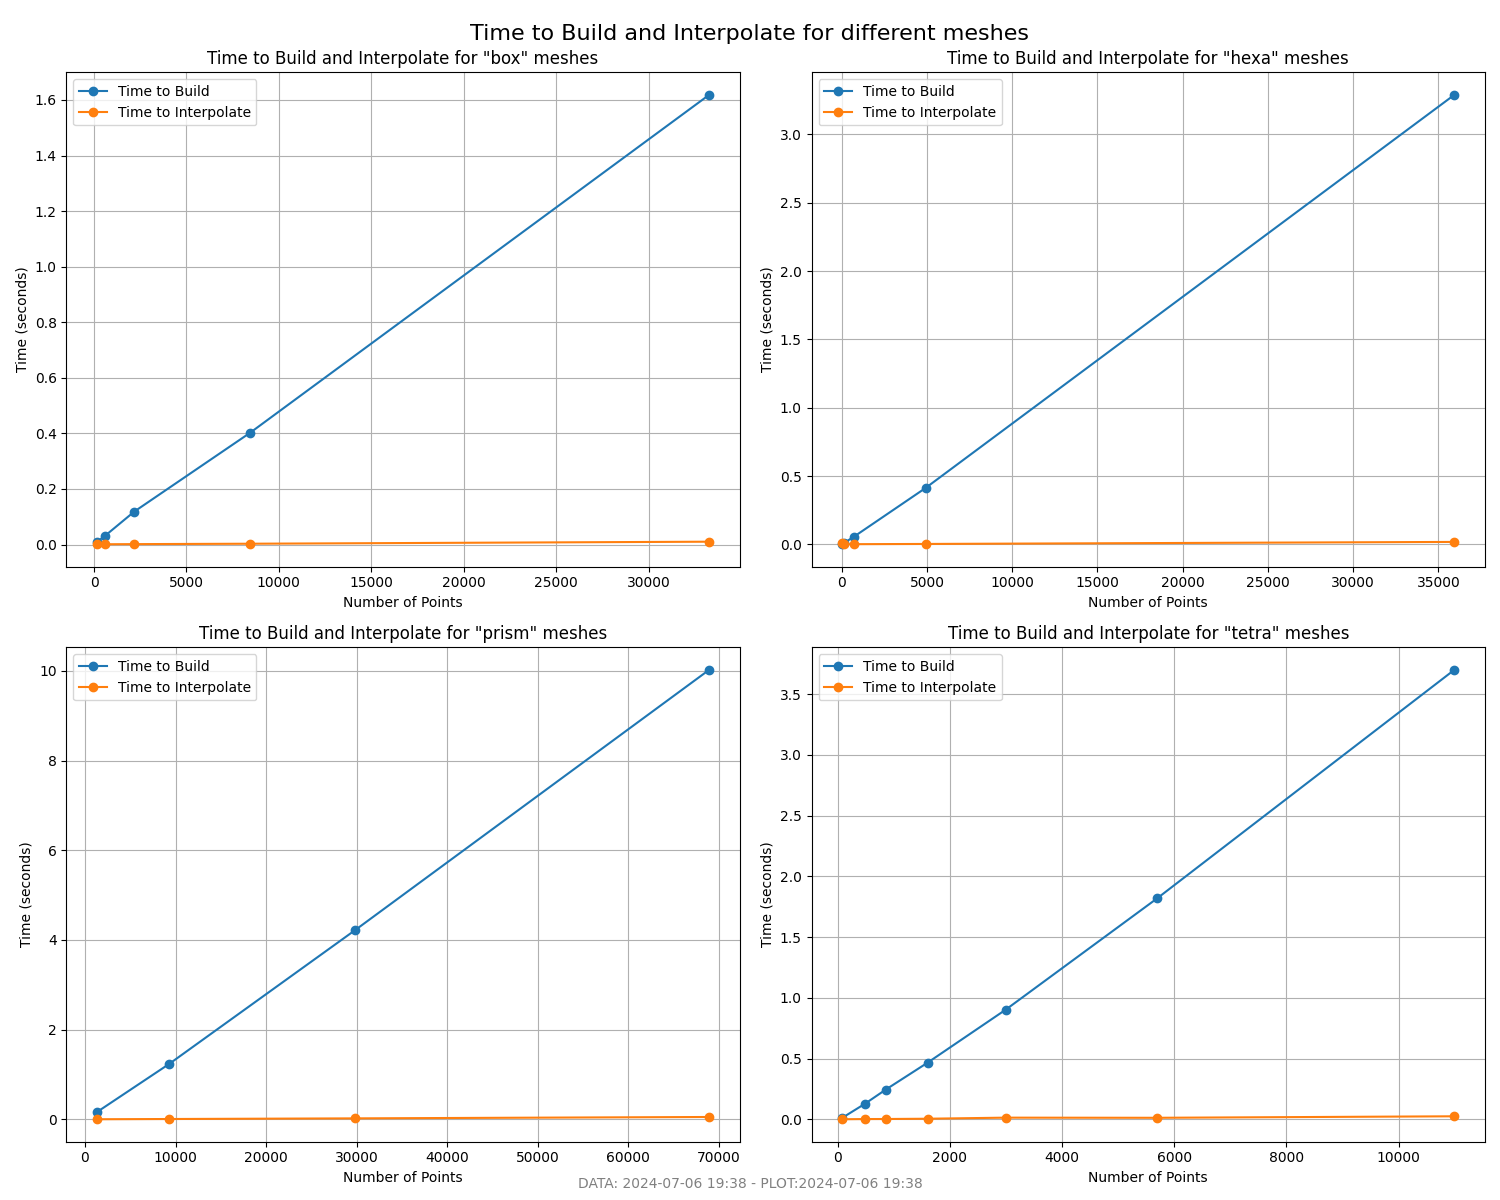 Time to Build and Interpolate for different meshes
Time to Build and Interpolate for "box" meshes
Time to Build
Time to Interpolate
1.6
1.4
1.2
1.0
0.8
0.6
0.4
0.2
0.0
Time (seconds)
0 5000 10000 15000 20000 25000 30000
Number of Points
Time to Build and Interpolate for "hexa" meshes
Time to Build
Time to Interpolate
3.0
2.5
2.0
1.5
1.0
0.5
0.0
Time (seconds)
0 5000 10000 15000 20000 25000 30000 35000
Number of Points
Time to Build and Interpolate for "prism" meshes
Time to Build
Time to Interpolate
10
8
6
4
2
0
Time (seconds)
0 10000 20000 30000 40000 50000 60000 70000
Number of Points
Time to Build and Interpolate for "tetra" meshes
Time to Build
Time to Interpolate
3.5
3.0
2.5
2.0
1.5
1.0
0.5
0.0
Time (seconds)
0 2000 4000 6000 8000 10000
Number of Points
DATA: 2024-07-06 19:38 - PLOT:2024-07-06 19:38